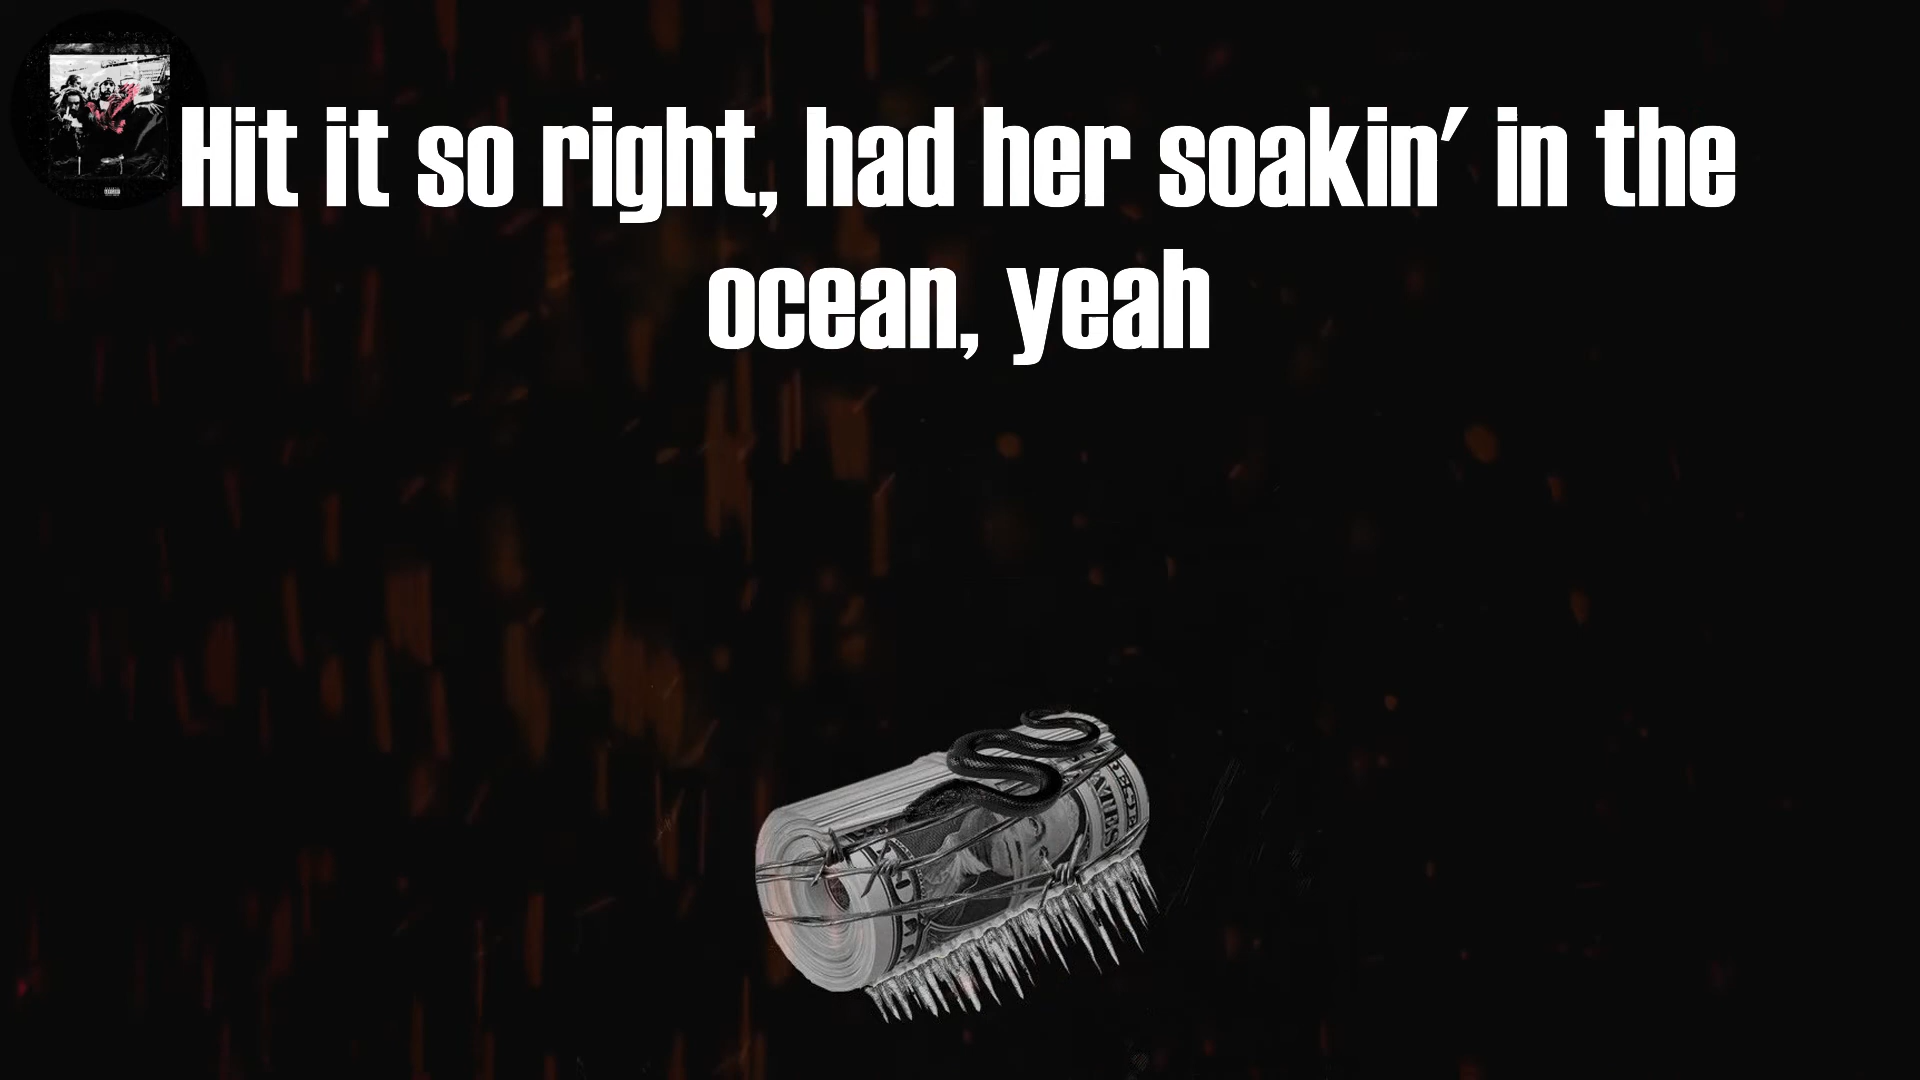 Hit it so right, had her soakin' in the
ocean, yeah